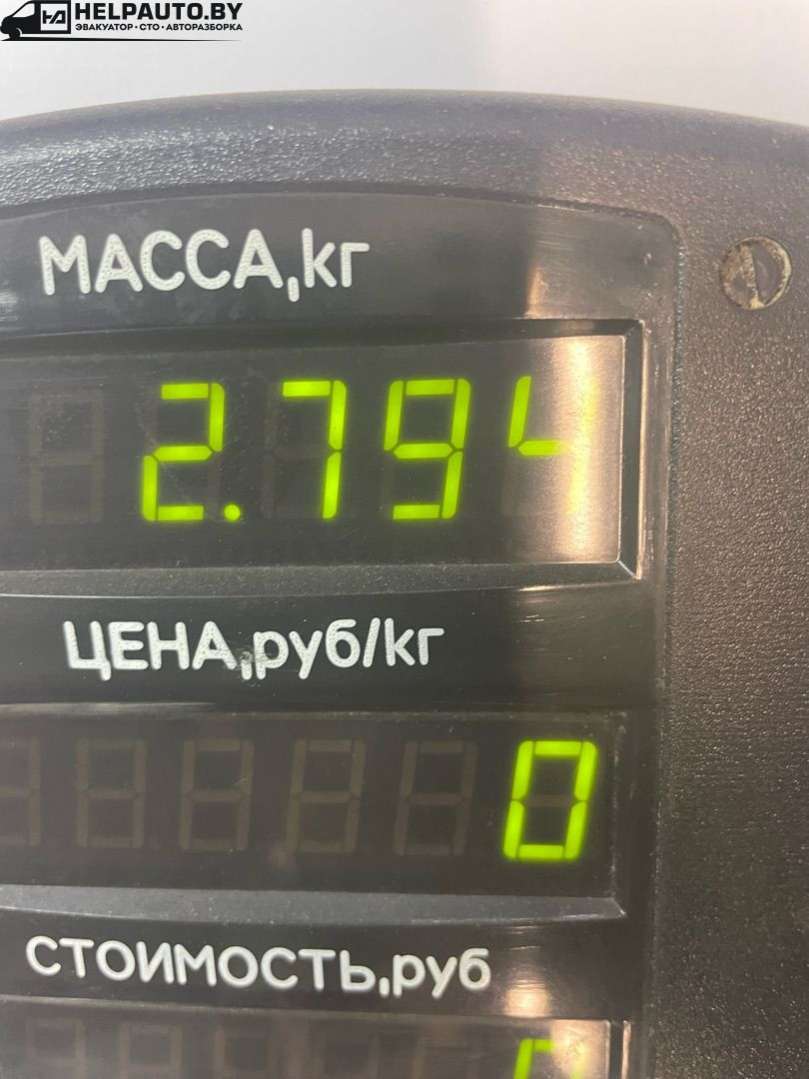 HELPAUTO.BY
ЭВАКУАТОР • СТО • АВТОРАЗБОРКА
МАССА,кг
2.794
ЦЕНА,руб/кг
0
СТОИМОСТЬ,руб